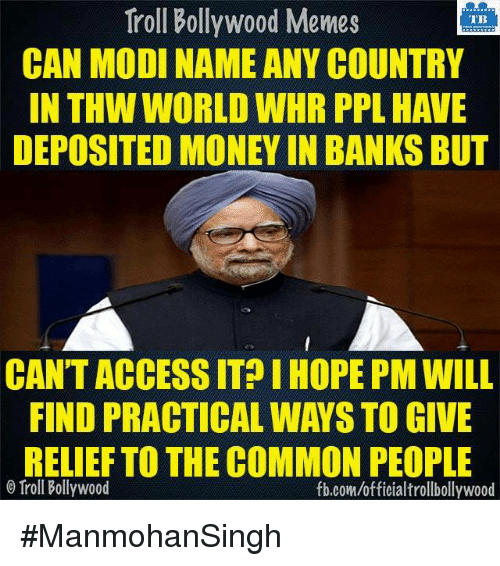 Troll Bollywood Memes
TB
CAN MODI NAME ANY COUNTRY
IN THW WORLD WHR PPL HAVE
DEPOSITED MONEY IN BANKS BUT
CAN'T ACCESS IT? I HOPE PM WILL
FIND PRACTICAL WAYS TO GIVE
RELIEF TO THE COMMON PEOPLE
© Troll Bollywood
fb.com/officialtrollbollywood
#ManmohanSingh